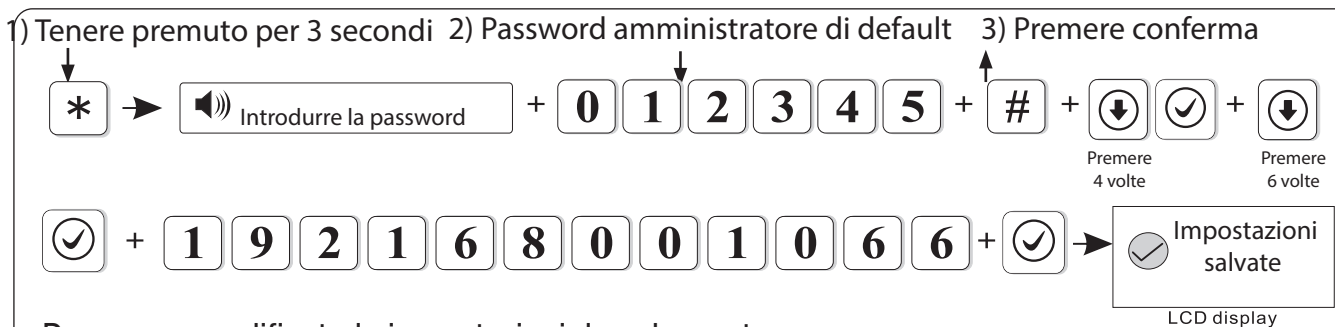 1) Tenere premuto per 3 secondi 2) Password amministratore di default 3) Premere conferma
* Introdurre la password + 0 1 2 3 4 5 + # + +
Premere Premere
4 volte 6 volte
+ 1 9 2 1 6 8 0 0 1 0 6 6 + Impostazioni
salvate
LCD display